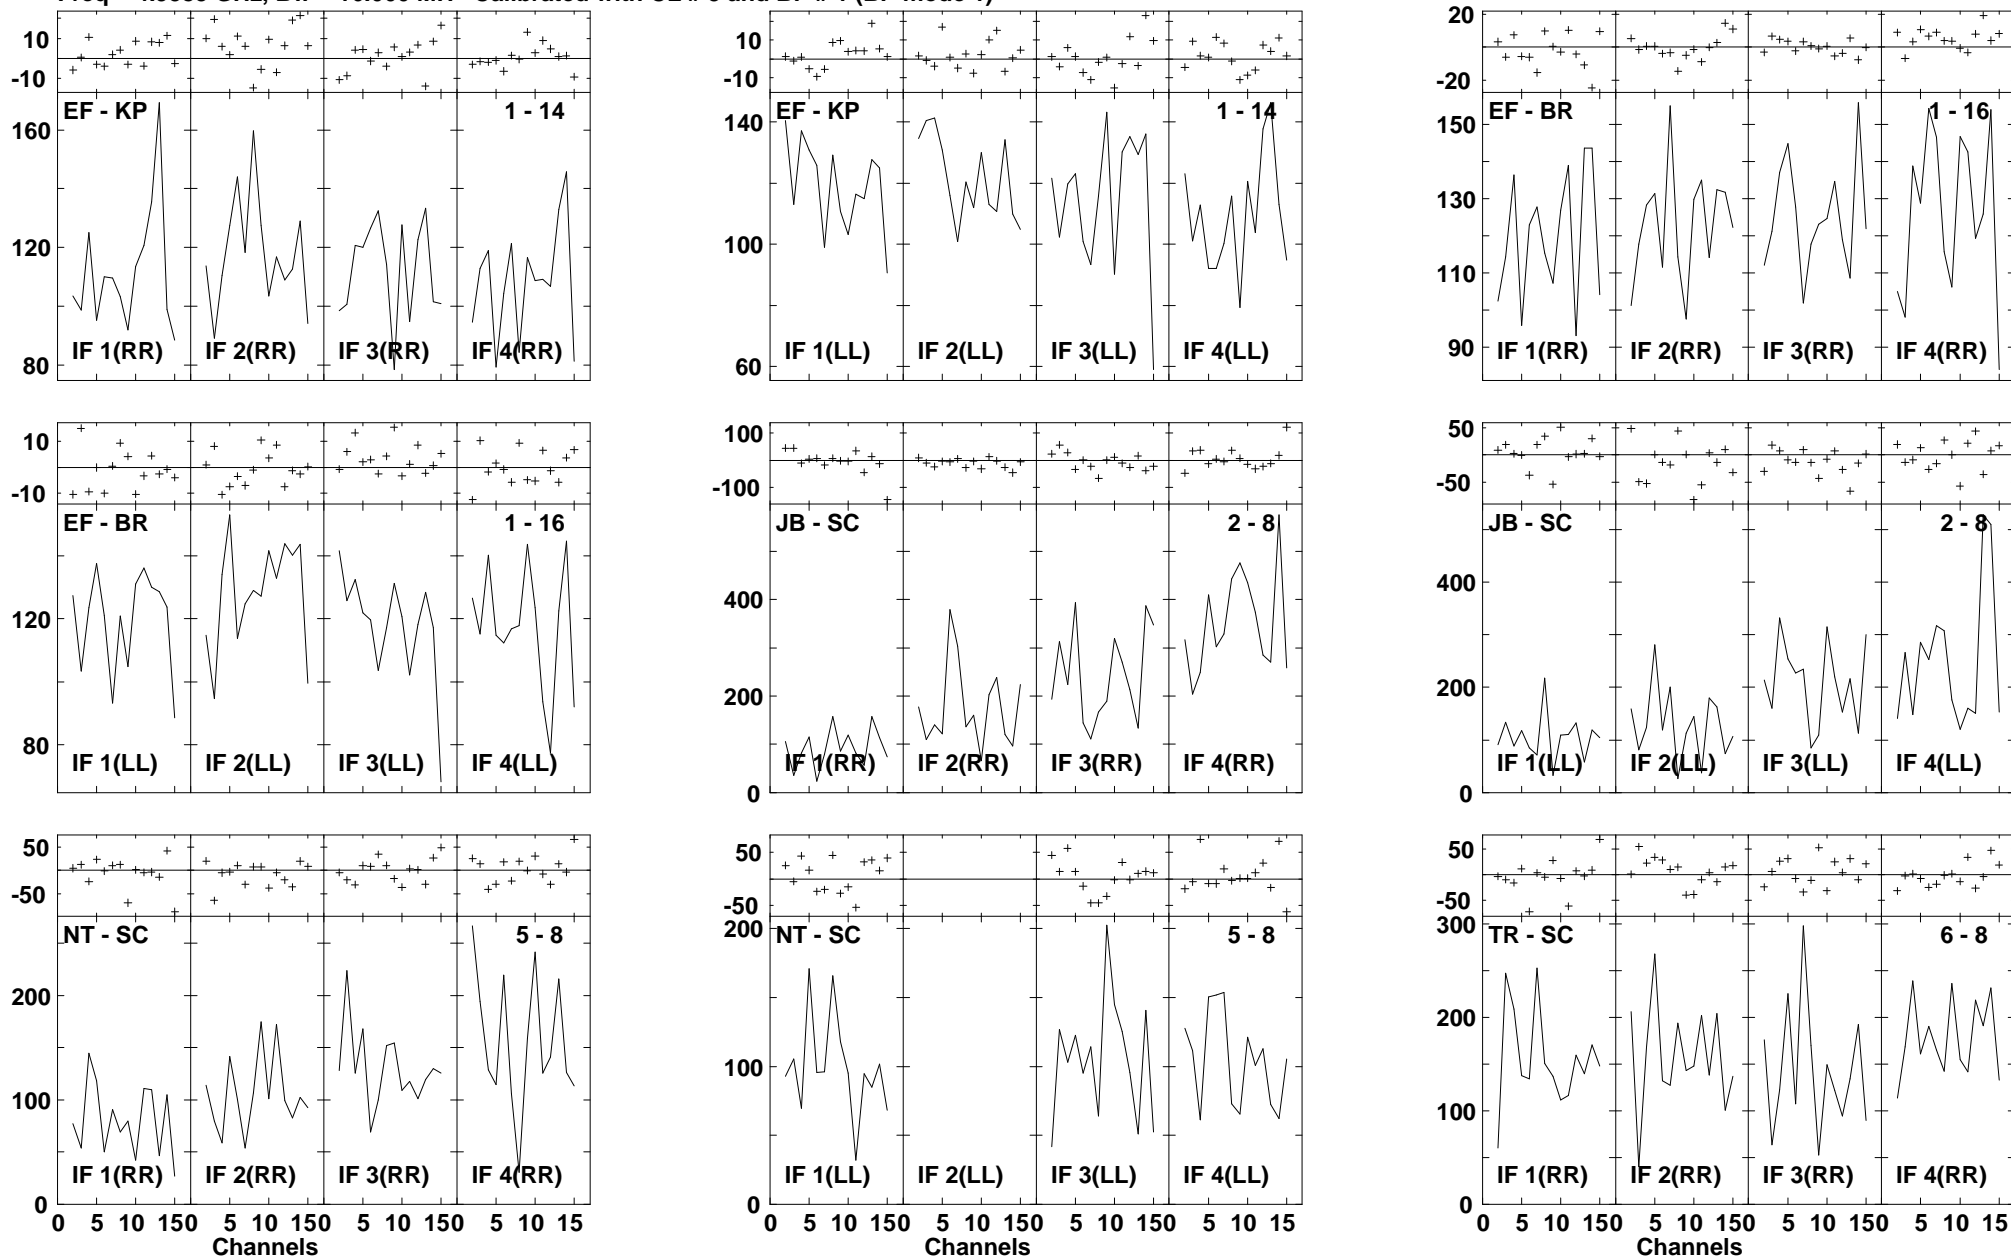 10
-10
160
120
80
EF - KP
1 - 14
IF 1(RR) IF 2(RR) IF 3(RR) IF 4(RR)
10
-10
140
100
60
EF - KP
1 - 14
IF 1(LL) IF 2(LL) IF 3(LL) IF 4(LL)
20
-20
150
130
110
90
EF - BR
1 - 16
IF 1(RR) IF 2(RR) IF 3(RR) IF 4(RR)
10
-10
120
80
EF - BR
1 - 16
IF 1(LL) IF 2(LL) IF 3(LL) IF 4(LL)
100
-100
400
200
0
JB - SC
2 - 8
IF 1(RR) IF 2(RR) IF 3(RR) IF 4(RR)
50
-50
400
200
0
JB - SC
2 - 8
IF 1(LL) IF 2(LL) IF 3(LL) IF 4(LL)
50
-50
200
100
0
NT - SC
5 - 8
IF 1(RR) IF 2(RR) IF 3(RR) IF 4(RR)
0 5 10 150 5 10 150 5 10 150 5 10 15
Channels
50
-50
200
100
0
NT - SC
5 - 8
IF 1(LL) IF 2(LL) IF 3(LL) IF 4(LL)
0 5 10 150 5 10 150 5 10 150 5 10 15
Channels
50
-50
300
200
100
0
TR - SC
6 - 8
IF 1(RR) IF 2(RR) IF 3(RR) IF 4(RR)
0 5 10 150 5 10 150 5 10 150 5 10 15
Channels